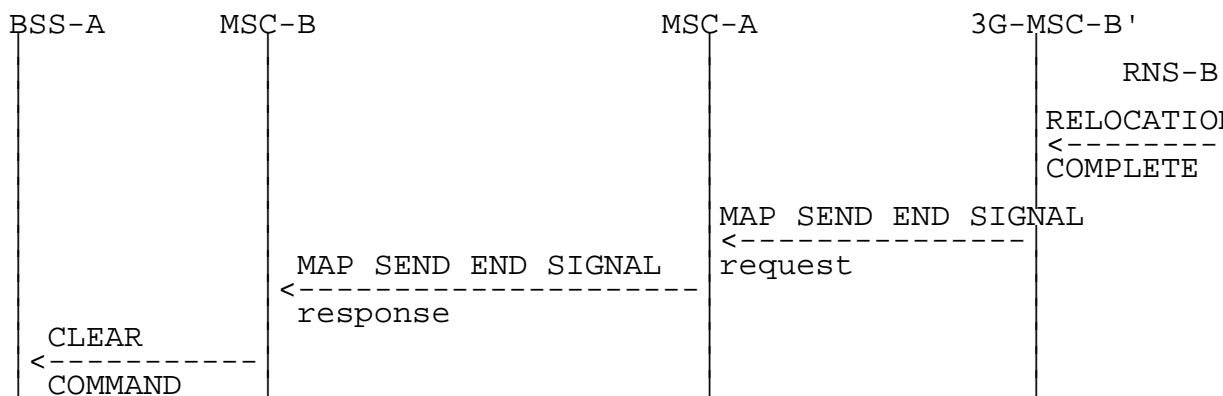 BSS-A MSC-B MSC-A 3G-MSC-B'
RNS-B
RELOCATION
COMPLETE
MAP SEND END SIGNAL
request
MAP SEND END SIGNAL
response
CLEAR
COMMAND